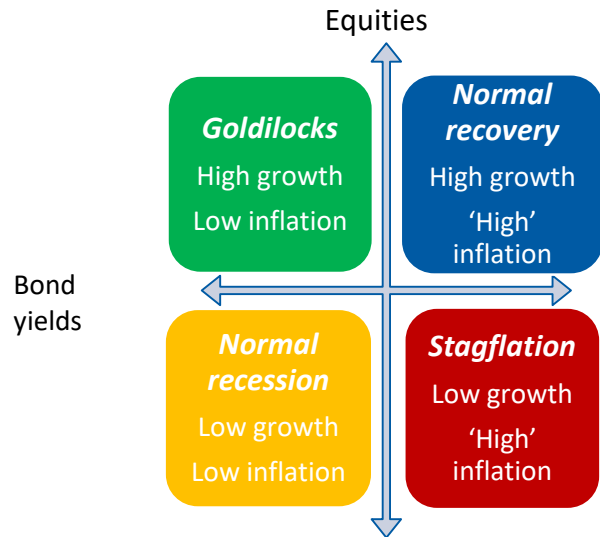 Equities
Goldilocks
High growth
Low inflation
Normal
recovery
High growth
‘High’
inflation
Bond
yields
Normal
recession
Low growth
Low inflation
Stagflation
Low growth
‘High’
inflation